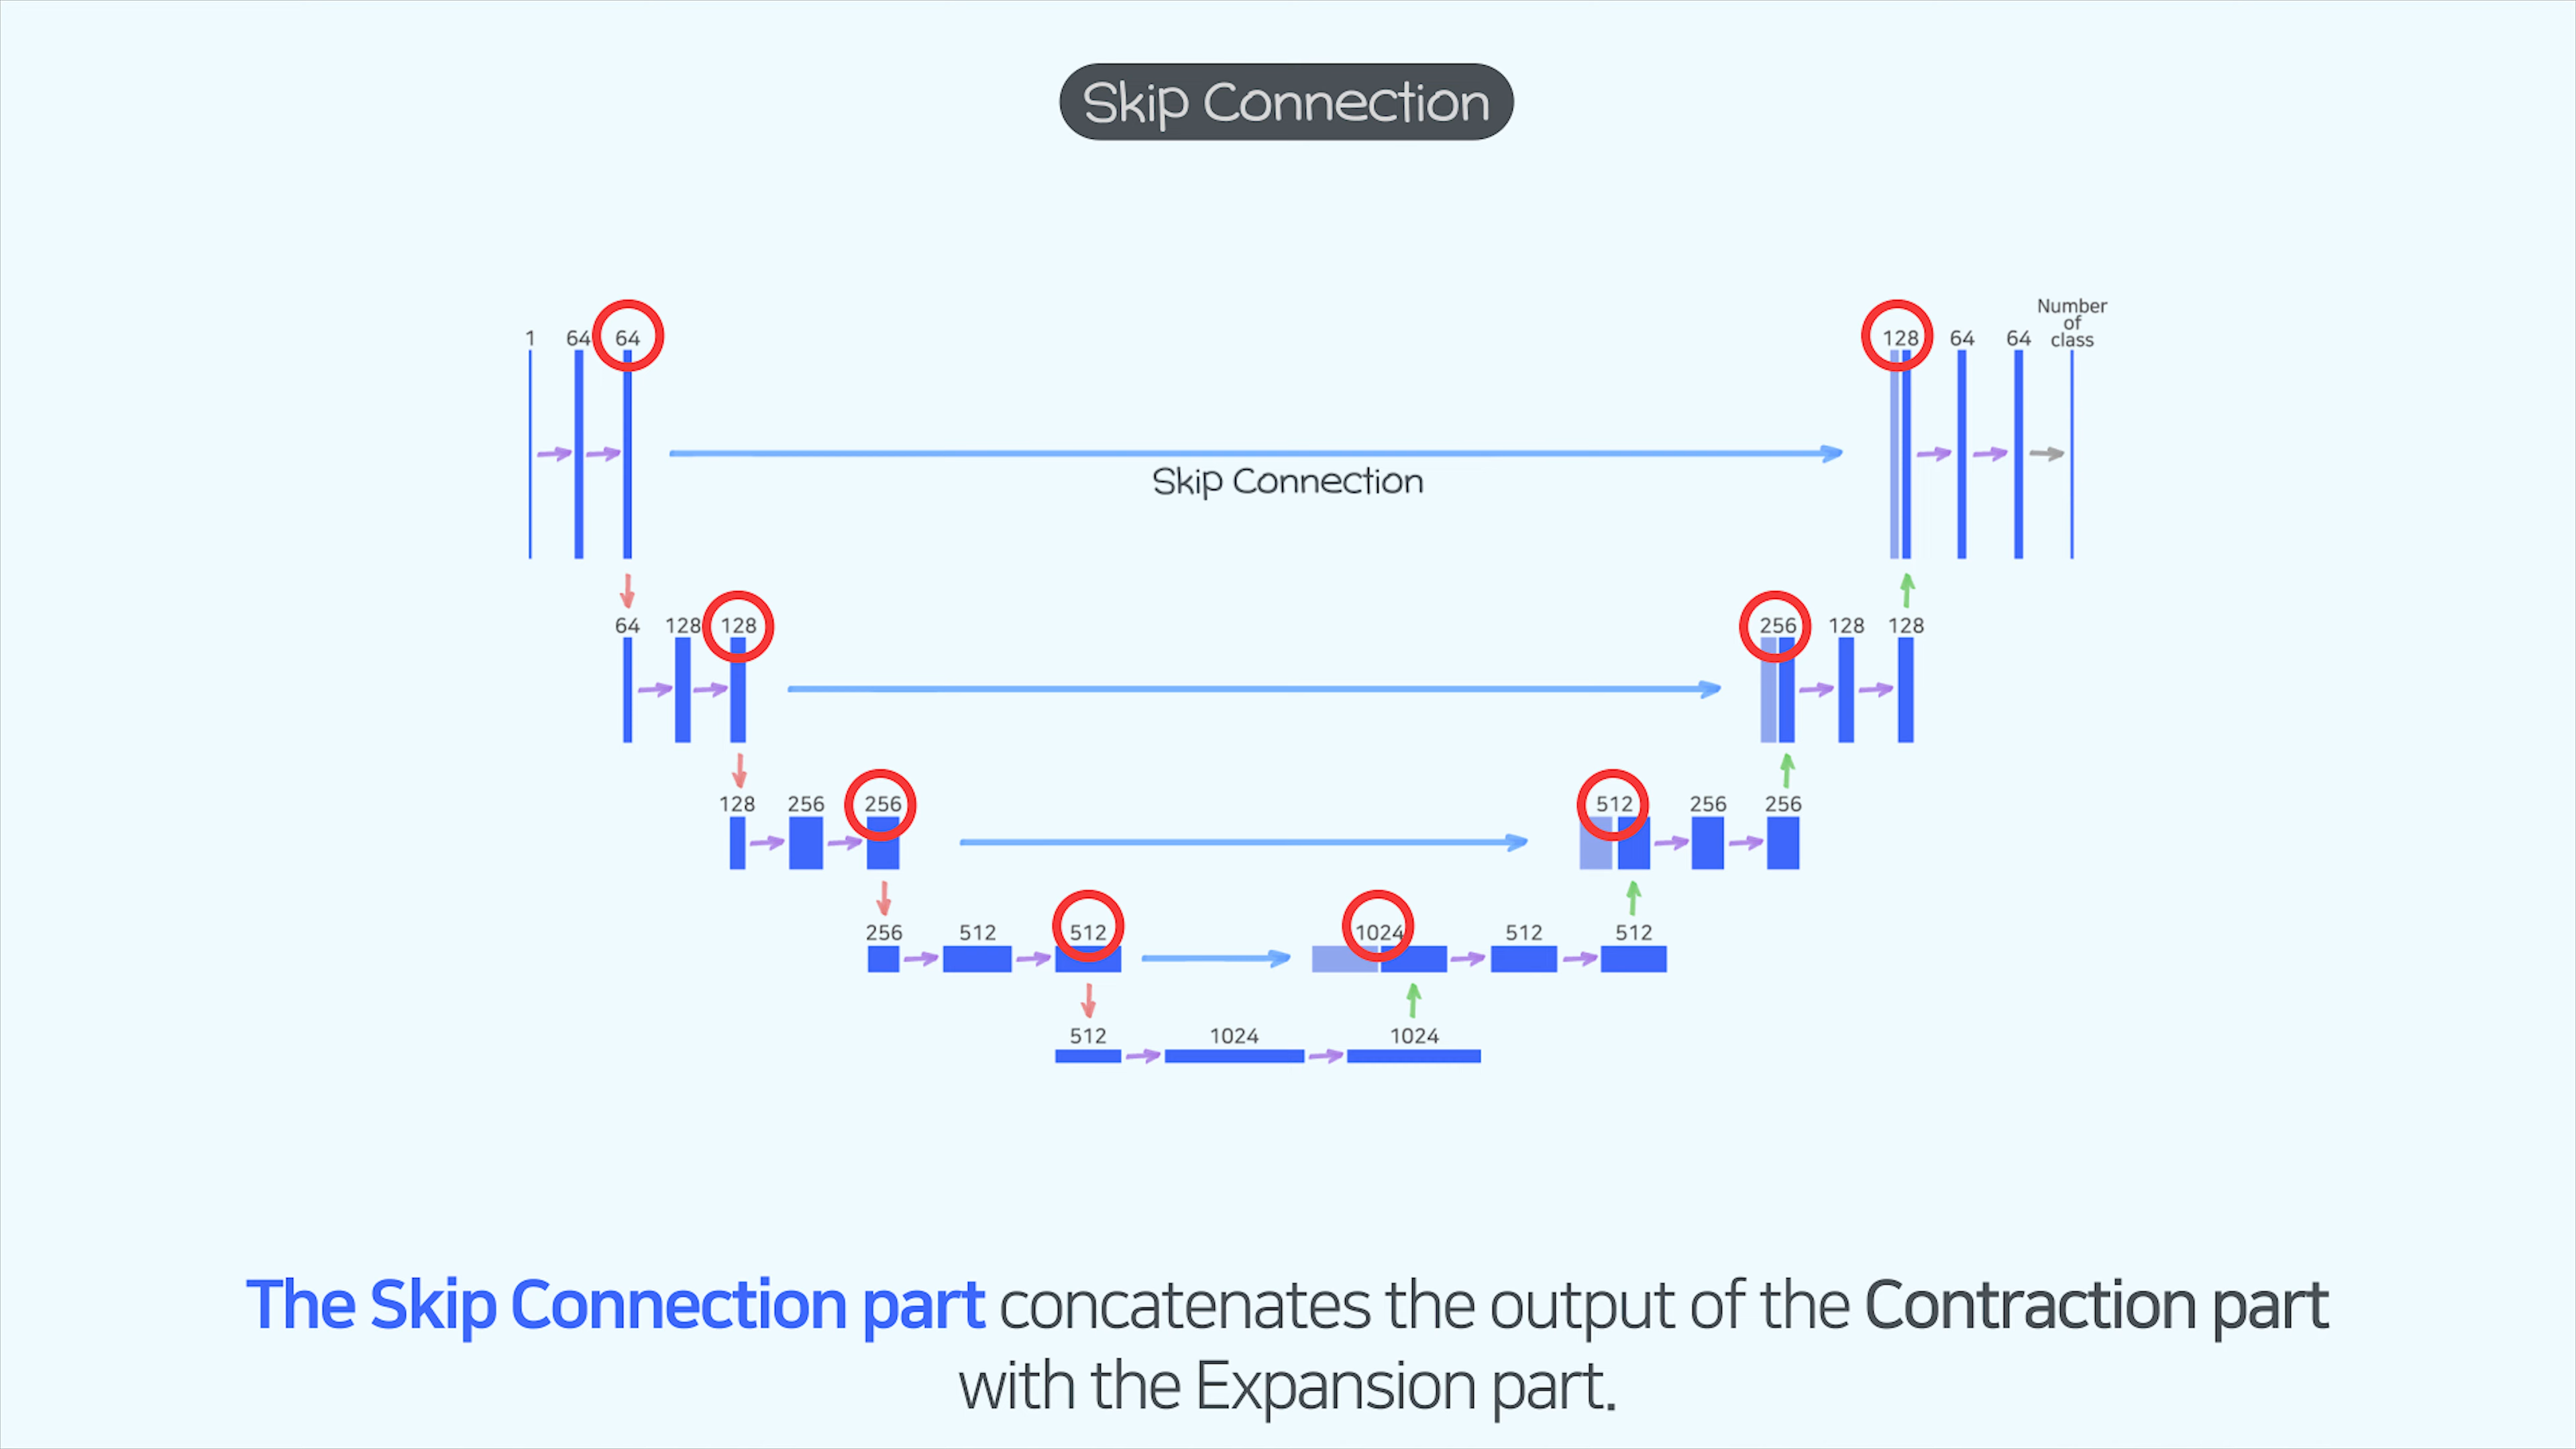 Skip Connection
Number
of
class
1 64 64
128 64 64
Skip Connection
64 128 128
256 128 128
128 256 256
512 256 256
256 512 512
1024 512 512
512 1024 1024
The Skip Connection part concatenates the output of the Contraction part
with the Expansion part.